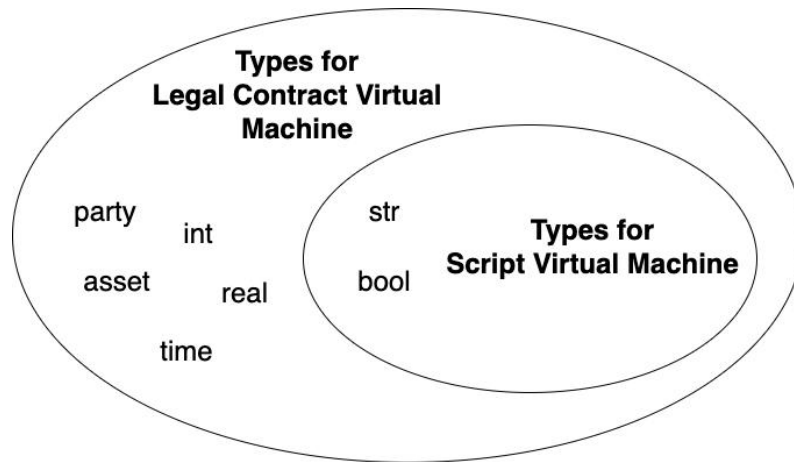 Types for
Legal Contract Virtual
Machine
party
int
asset
real
time
str
bool
Types for
Script Virtual Machine